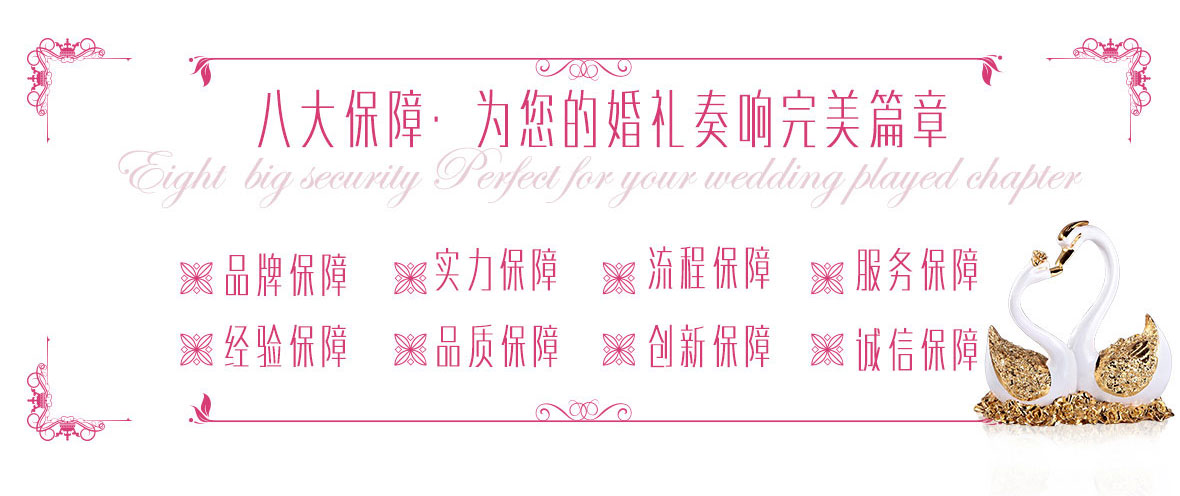 八大保障· 为您的婚礼奏响完美篇章
Eight big security Perfect for your wedding played chapter
品牌保障 实力保障 流程保障 服务保障
经验保障 品质保障 创新保障 诚信保障